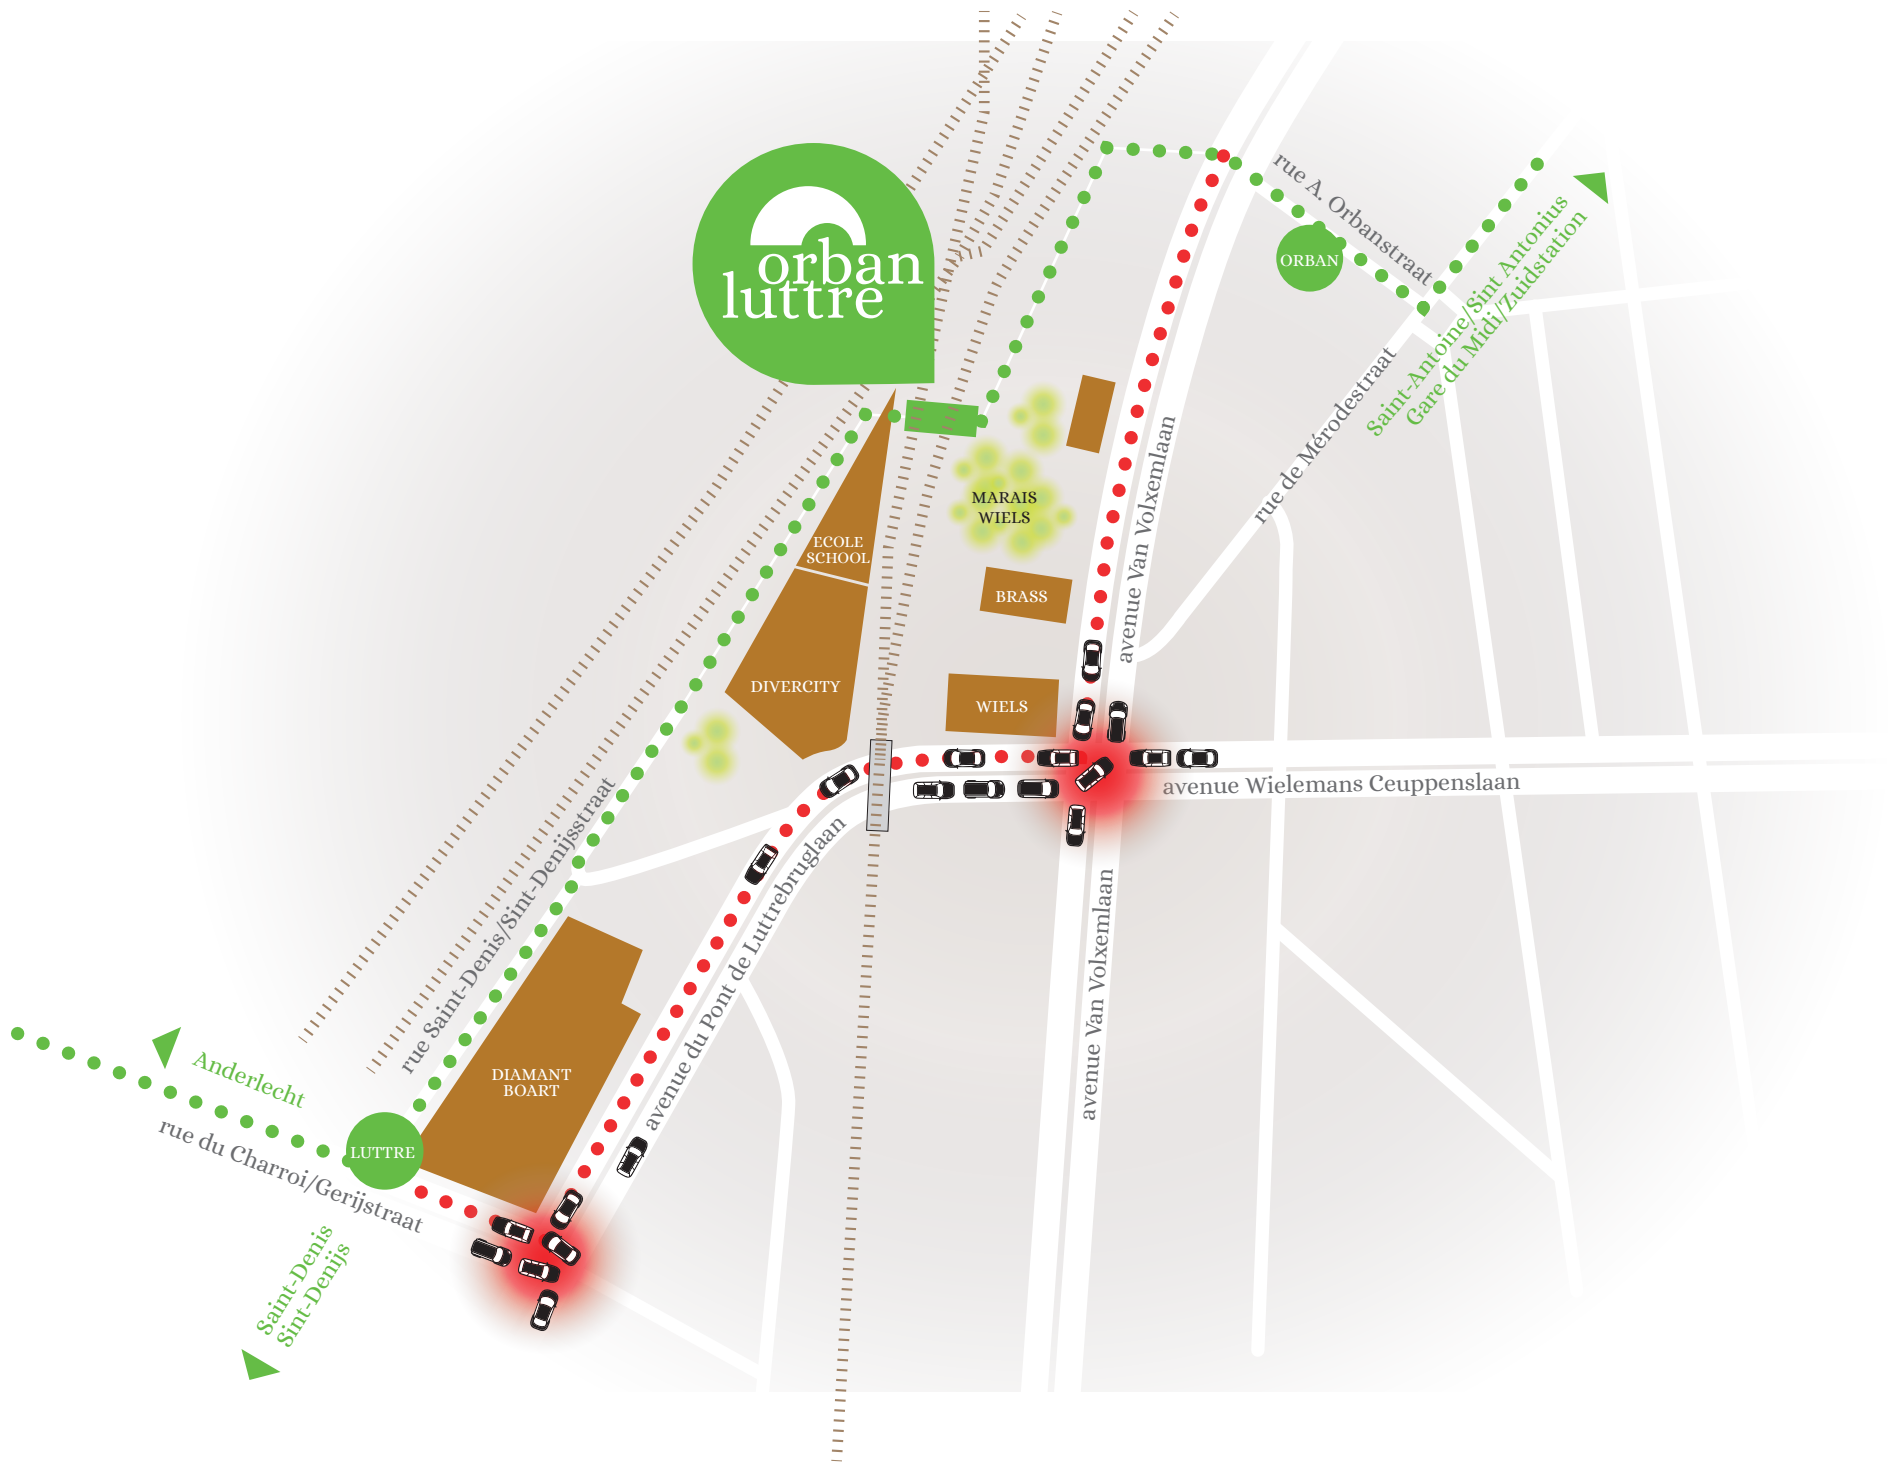 orban
luttre
rue A. Orbanstraat
ORBAN
Saint-Antoine/Sint Antonius
Gare du Midi/Zuidstation
rue de Mérodestraat
avenue Van Volxemlaan
MARAIS
WIELS
ECOLE
SCHOOL
BRASS
DIVERCITY
WIELS
avenue Wielemans Ceuppenslaan
rue Saint-Denis/Sint-Denijsstraat
avenue du Pont de Luttrebruglaan
avenue Van Volxemlaan
DIAMANT
BOART
Anderlecht
LUTTRE
rue du Charroi/Gerijstraat
Saint-Denis
Sint-Denijs